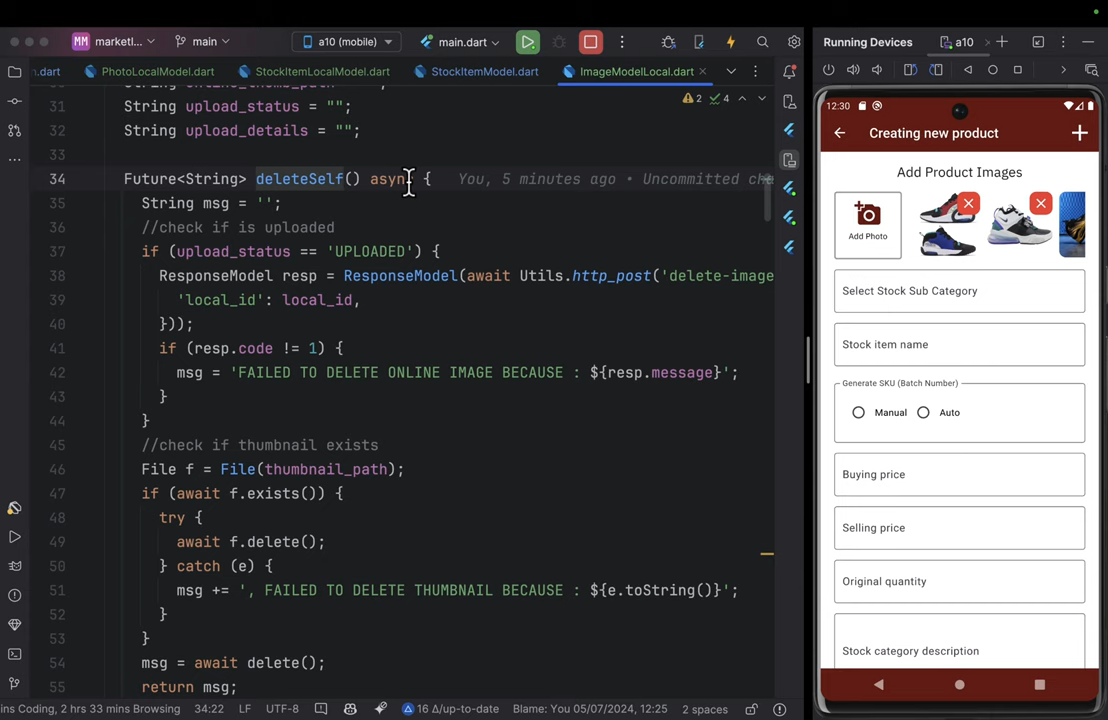 MM marketl...
main
a10 (mobile)
main.dart
n.dart
PhotoLocalModel.dart
StockItemLocalModel.dart
StockItemModel.dart
ImageModelLocal.dart
2
4
31 String upload_status = "";
32 String upload_details = "";
33
34 Future<String> deleteSelf() async { You, 5 minutes ago • Uncommitted cha
35 String msg = '';
36 //check if is uploaded
37 if (upload_status == 'UPLOADED') {
38 ResponseModel resp = ResponseModel(await Utils.http_post('delete-image
39 'local_id': local_id,
40 }));
41 if (resp.code != 1) {
42 msg = 'FAILED TO DELETE ONLINE IMAGE BECAUSE : ${resp.message}';
43 }
44 }
45 //check if thumbnail exists
46 File f = File(thumbnail_path);
47 if (await f.exists()) {
48 try {
49 await f.delete();
50 } catch (e) {
51 msg += ', FAILED TO DELETE THUMBNAIL BECAUSE : ${e.toString()}';
52 }
53 }
54 msg = await delete();
55 return msg;
ins Coding, 2 hrs 33 mins Browsing
34:22
LF
UTF-8
16 Δ/up-to-date
Blame: You 05/07/2024, 12:25
2 spaces
Running Devices
a10
12:30
Creating new product
Add Product Images
Add Photo
Select Stock Sub Category
Stock item name
Generate SKU (Batch Number)
Manual
Auto
Buying price
Selling price
Original quantity
Stock category description